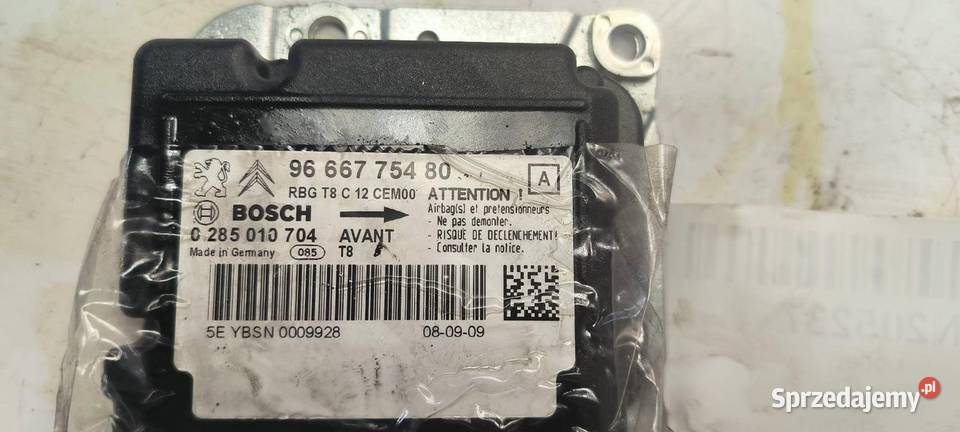 96 667 754 80
RBG T8 C 12 CEM00
A
ATTENTION !
Airbag(s) et pretensionneurs
- Ne pas demonter.
- RISQUE DE DECLENCHEMENT!
- Consulter la notice.
BOSCH
0 285 010 704 AVANT
Made in Germany 085 T8
5E YBSN 0009928 08-09-09
Sprzedajemy.pl